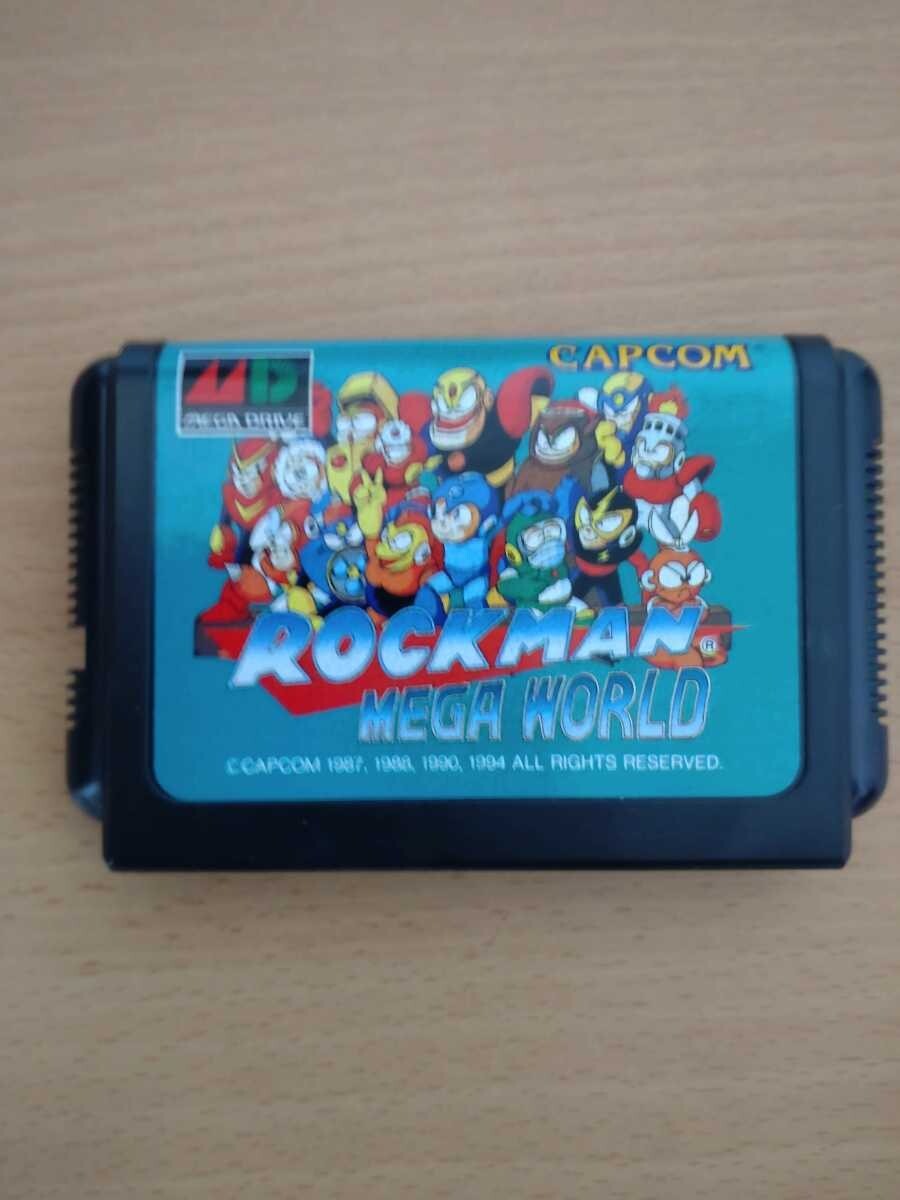 CAPCOM
MD
MEGA DRIVE
ROCKMAN®
MEGA WORLD
©CAPCOM 1987, 1988, 1990, 1994 ALL RIGHTS RESERVED.